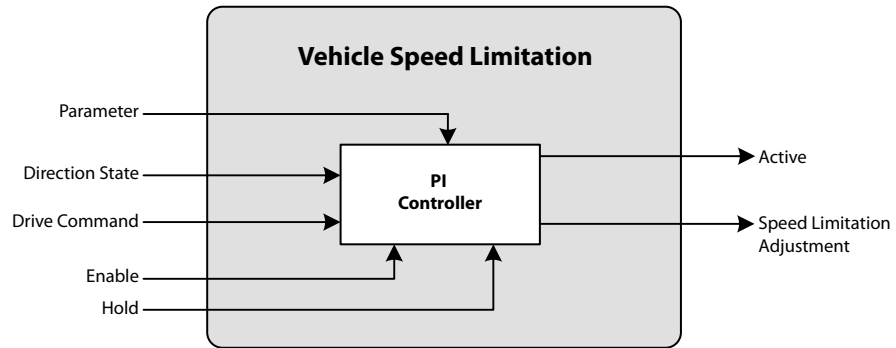 Vehicle Speed Limitation
Parameter
Direction State
Drive Command
Enable
Hold
PI
Controller
Active
Speed Limitation
Adjustment